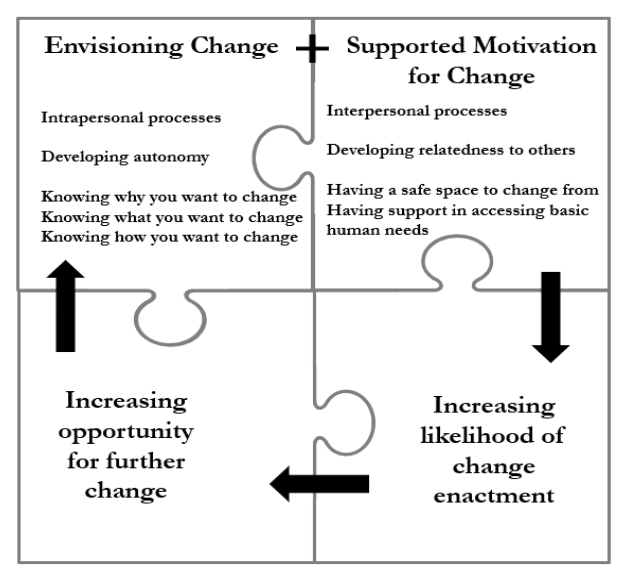 Envisioning Change
+
Supported Motivation
for Change
Intrapersonal processes
Developing autonomy
Knowing why you want to change
Knowing what you want to change
Knowing how you want to change
Interpersonal processes
Developing relatedness to others
Having a safe space to change from
Having support in accessing basic
human needs
Increasing
opportunity
for further
change
Increasing
likelihood of
change
enactment